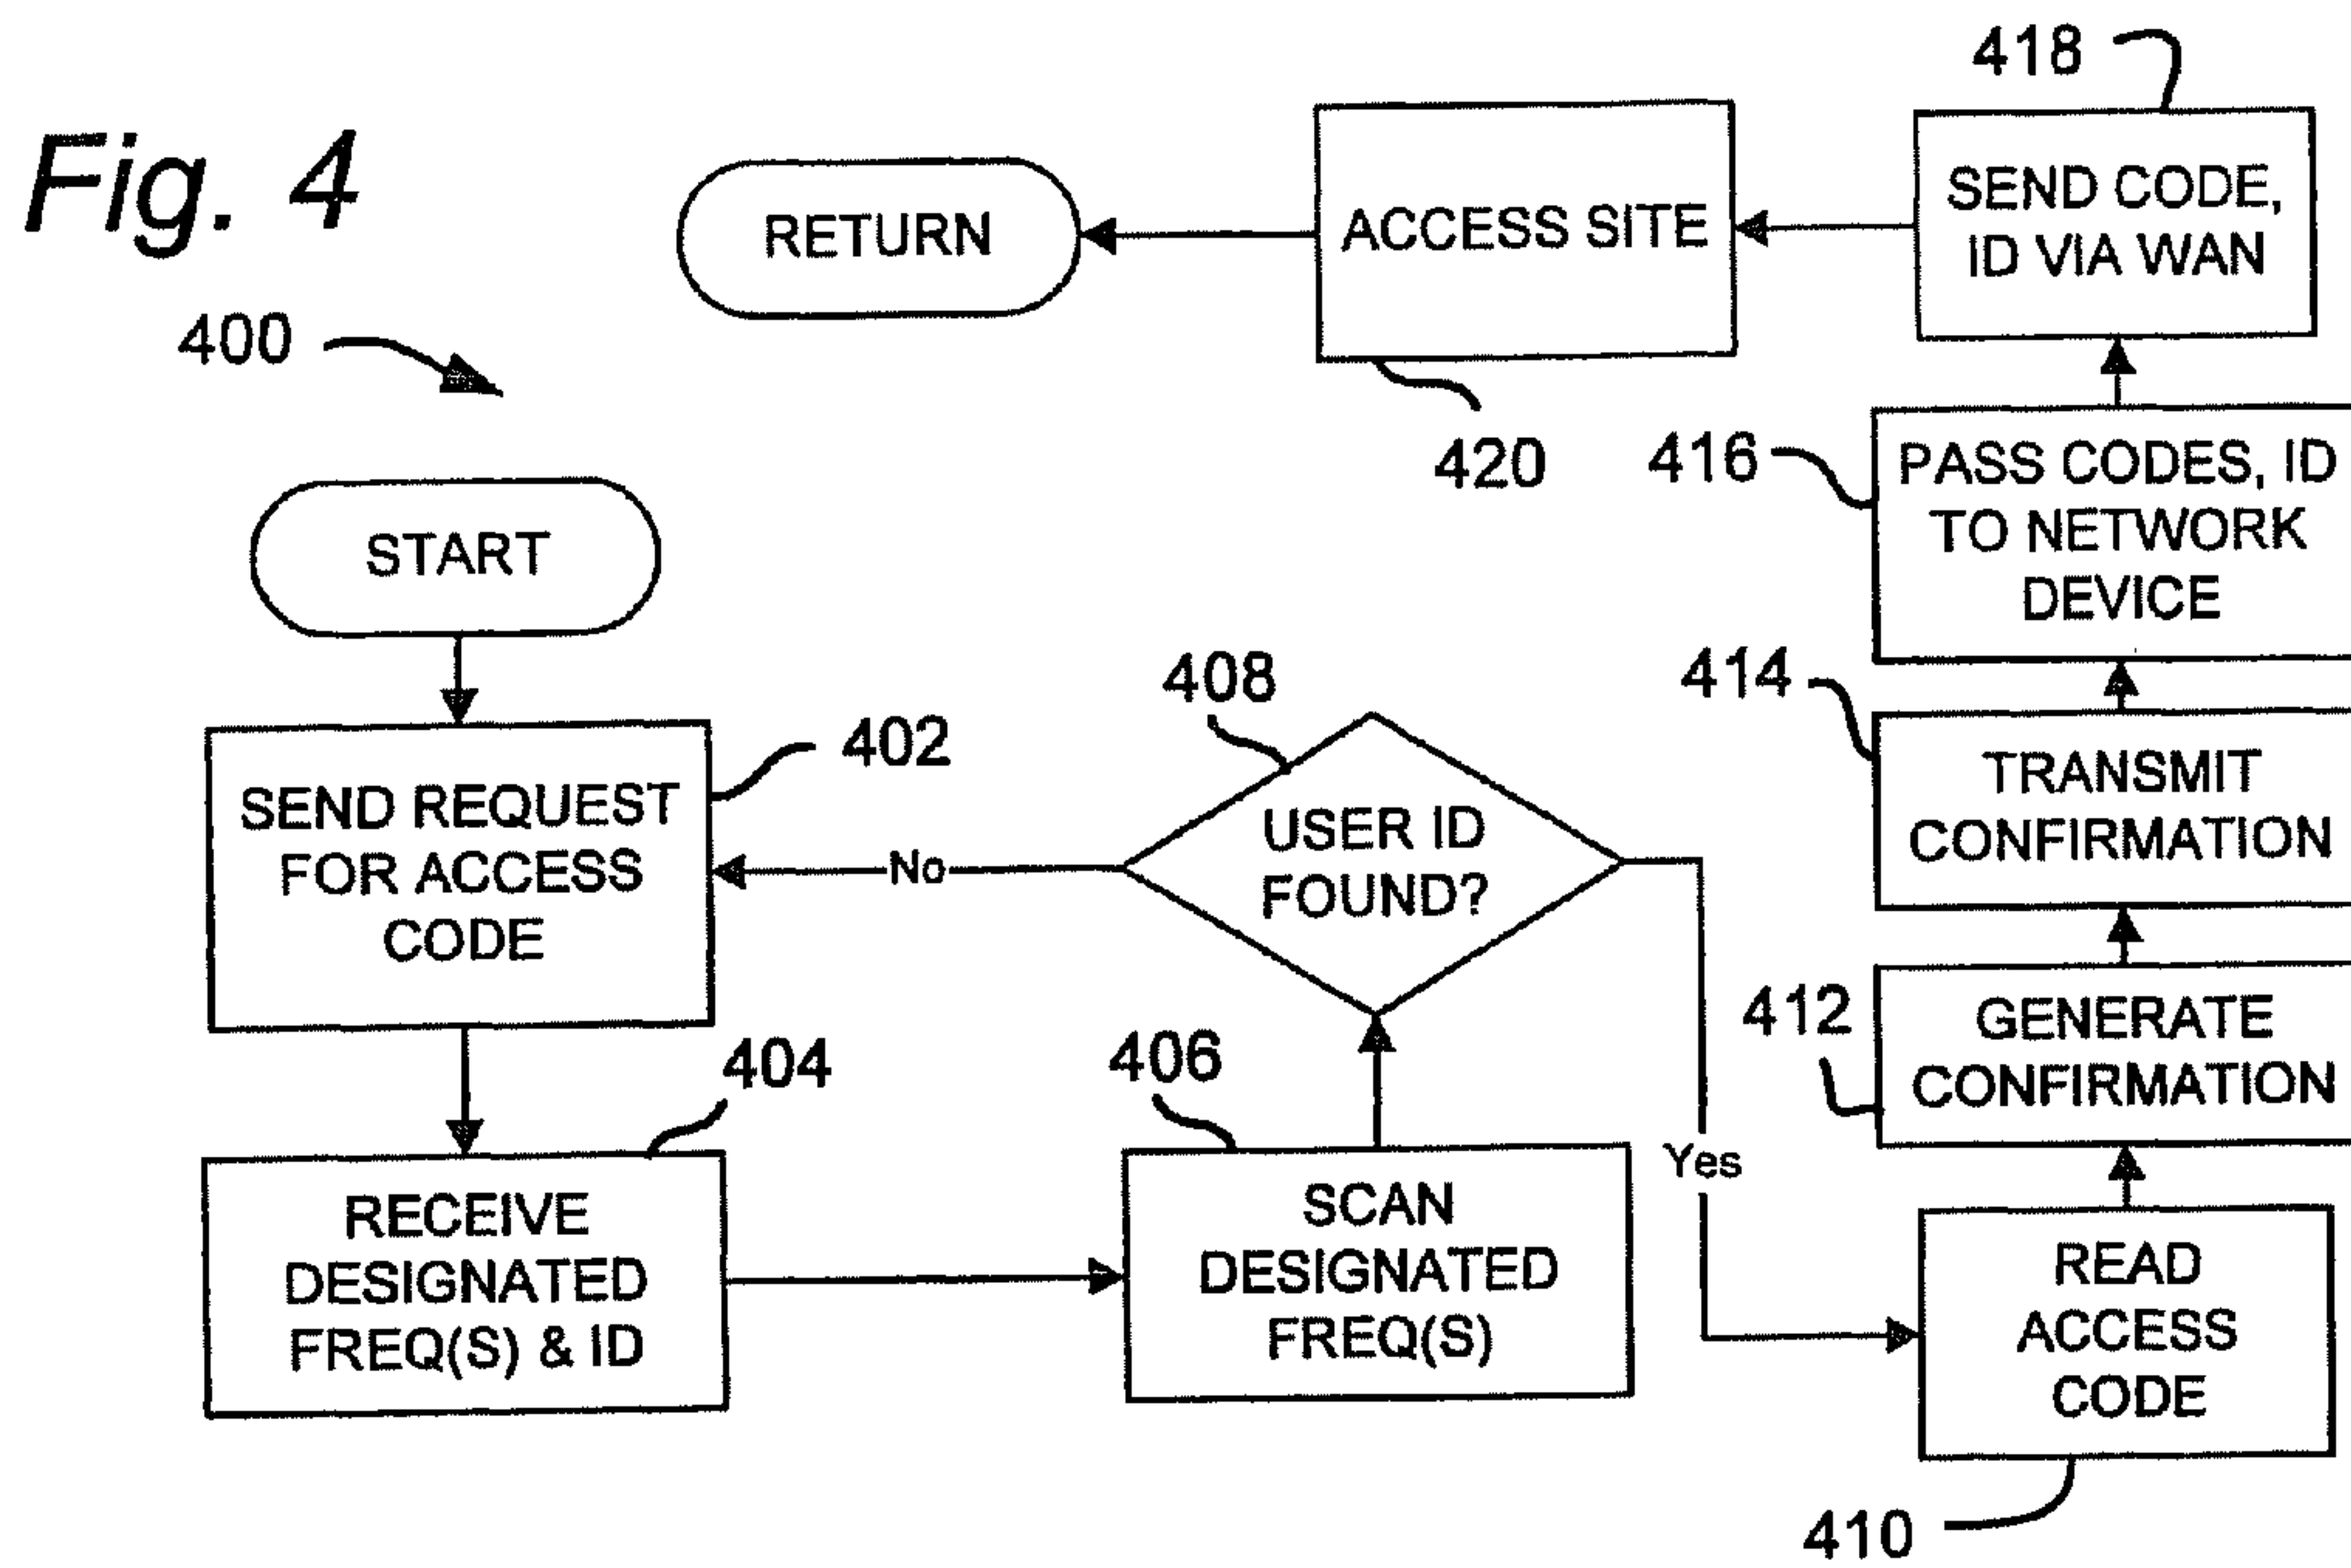 Fig. 4
400
START
402
SEND REQUEST
FOR ACCESS
CODE
404
RECEIVE
DESIGNATED
FREQ(S) & ID
406
SCAN
DESIGNATED
FREQ(S)
408
USER ID
FOUND?
No
Yes
READ
ACCESS
CODE
410
412
GENERATE
CONFIRMATION
414
TRANSMIT
CONFIRMATION
416
PASS CODES, ID
TO NETWORK
DEVICE
418
SEND CODE,
ID VIA WAN
ACCESS SITE
420
RETURN